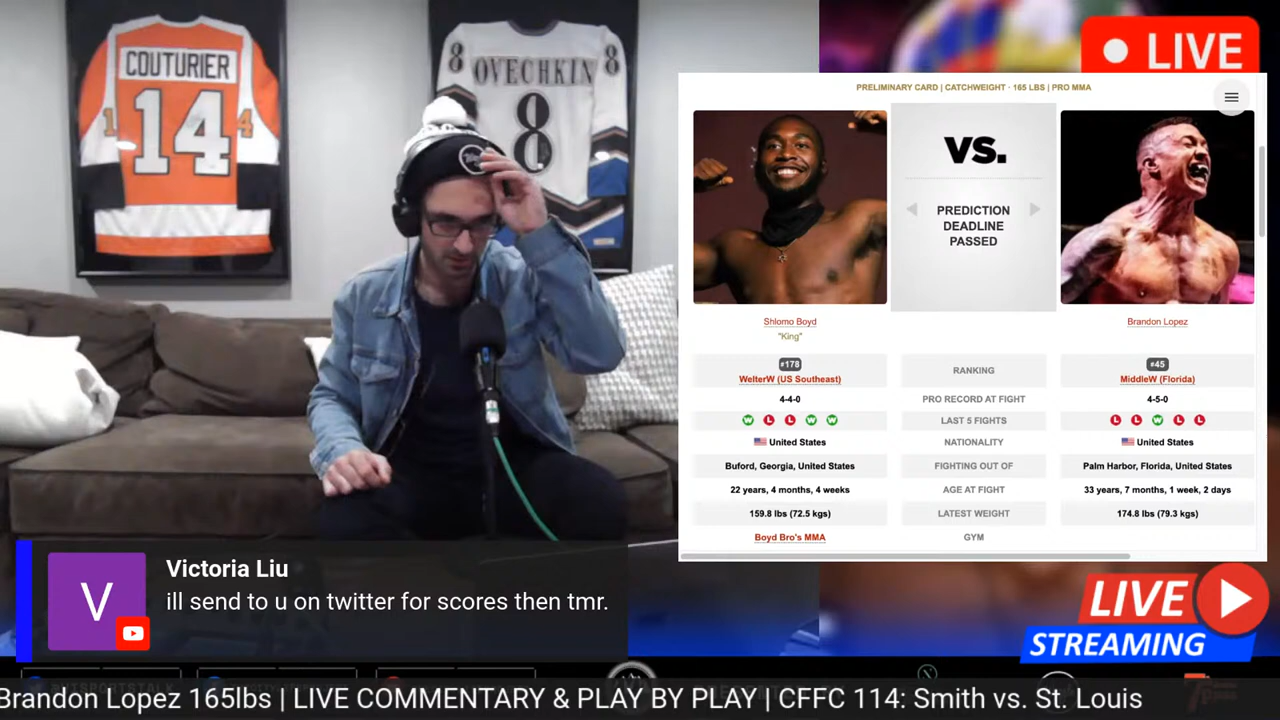 COUTURIER
14
14
4
8
OVECHKIN
8
8
LIVE
PRELIMINARY CARD | CATCHWEIGHT · 165 LBS | PRO MMA
VS.
PREDICTION
DEADLINE
PASSED
Shlomo Boyd
"King"
Brandon Lopez
#178
WelterW (US Southeast)
RANKING
#45
MiddleW (Florida)
4-4-0
PRO RECORD AT FIGHT
4-5-0
W L L W W
LAST 5 FIGHTS
L L W L L
United States
NATIONALITY
United States
Buford, Georgia, United States
FIGHTING OUT OF
Palm Harbor, Florida, United States
22 years, 4 months, 4 weeks
AGE AT FIGHT
33 years, 7 months, 1 week, 2 days
159.8 lbs (72.5 kgs)
LATEST WEIGHT
174.8 lbs (79.3 kgs)
Boyd Bro's MMA
GYM
V
Victoria Liu
ill send to u on twitter for scores then tmr.
LIVE
STREAMING
Brandon Lopez 165lbs | LIVE COMMENTARY & PLAY BY PLAY | CFFC 114: Smith vs. St. Louis